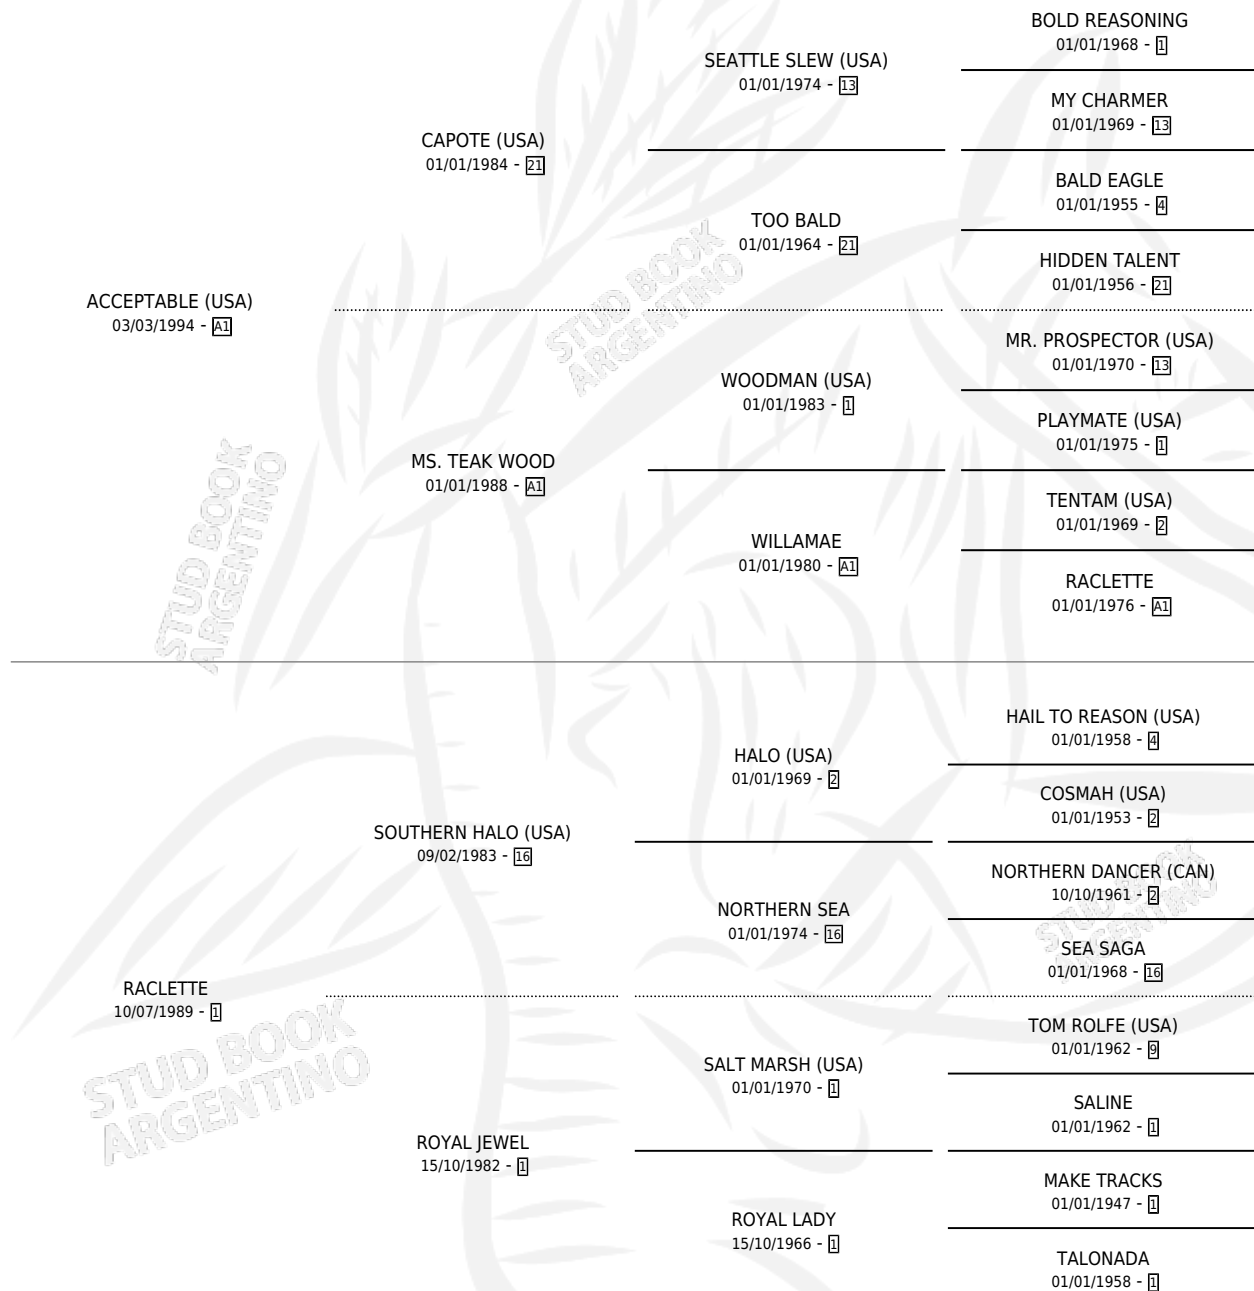 BOLD REASONING
01/01/1968 - 1
SEATTLE SLEW (USA)
01/01/1974 - 13
MY CHARMER
01/01/1969 - 13
CAPOTE (USA)
01/01/1984 - 21
BALD EAGLE
01/01/1955 - 4
TOO BALD
01/01/1964 - 21
HIDDEN TALENT
01/01/1956 - 21
ACCEPTABLE (USA)
03/03/1994 - A1
MR. PROSPECTOR (USA)
01/01/1970 - 13
WOODMAN (USA)
01/01/1983 - 1
PLAYMATE (USA)
01/01/1975 - 1
MS. TEAK WOOD
01/01/1988 - A1
TENTAM (USA)
01/01/1969 - 2
WILLAMAE
01/01/1980 - A1
RACLETTE
01/01/1976 - A1
HAIL TO REASON (USA)
01/01/1958 - 4
HALO (USA)
01/01/1969 - 2
COSMAH (USA)
01/01/1953 - 2
SOUTHERN HALO (USA)
09/02/1983 - 16
NORTHERN DANCER (CAN)
10/10/1961 - 2
NORTHERN SEA
01/01/1974 - 16
SEA SAGA
01/01/1968 - 16
RACLETTE
10/07/1989 - 1
TOM ROLFE (USA)
01/01/1962 - 9
SALT MARSH (USA)
01/01/1970 - 1
SALINE
01/01/1962 - 1
ROYAL JEWEL
15/10/1982 - 1
MAKE TRACKS
01/01/1947 - 1
ROYAL LADY
15/10/1966 - 1
TALONADA
01/01/1958 - 1
STUD BOOK
ARGENTINO
STUD BOOK
ARGENTINO
STUD BOOK
ARGENTINO
STUD BOOK
ARGENTINO